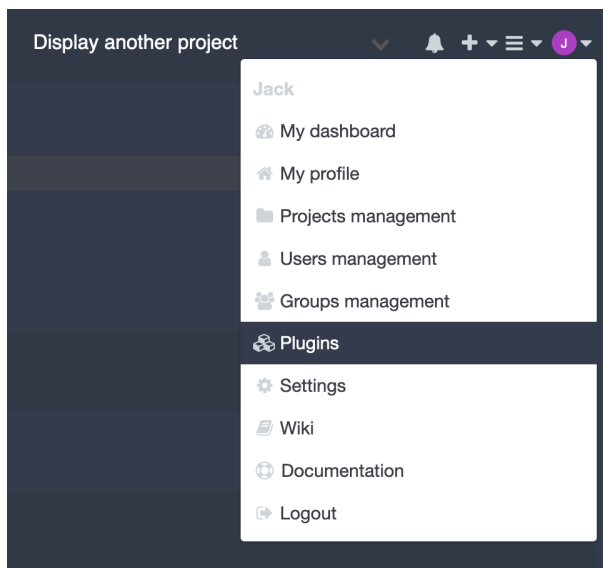 Display another project
J
Jack
My dashboard
My profile
Projects management
Users management
Groups management
Plugins
Settings
Wiki
Documentation
Logout